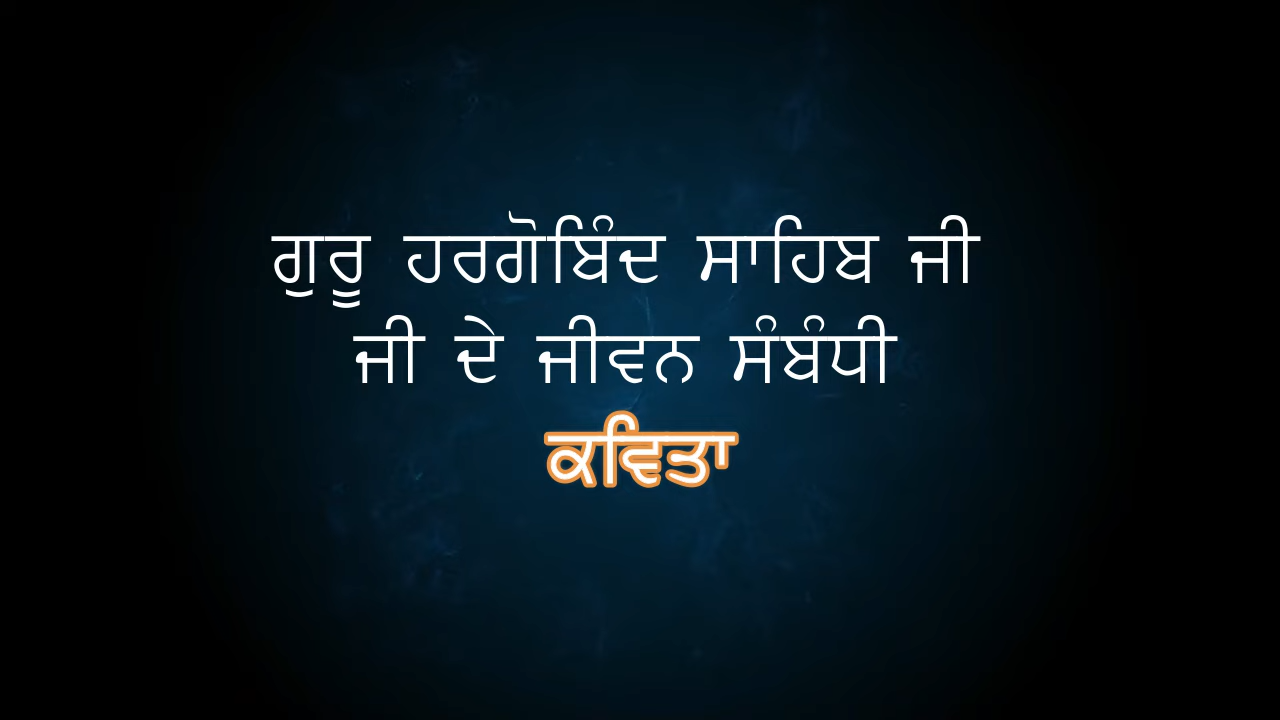 ਗੁਰੂ ਹਰਗੋਬਿੰਦ ਸਾਹਿਬ ਜੀ
ਜੀ ਦੇ ਜੀਵਨ ਸੰਬੰਧੀ
ਕਵਿਤਾ